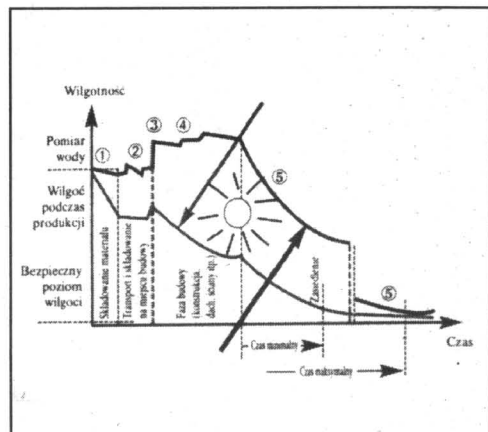 Wilgotność
Pomiar
wody
Wilgoć
podczas
produkcji
Bezpieczny
poziom
wilgoci
① ② ③ ④ ⑤
⑤
Składowanie materiału
Transport i składowanie
na miejscu budowy
Faza budowy
(konstrukcja,
dach, ściany itp.)
Zasiedlenie
Czas minimalny
Czas maksymalny
Czas